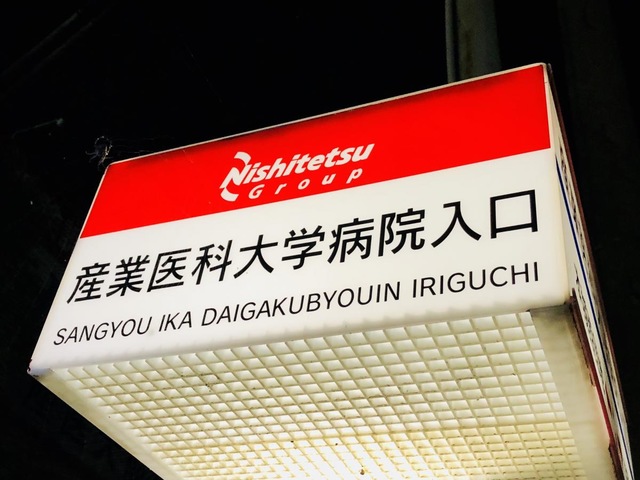 Nishitetsu
Group
産業医科大学病院入口
SANGYOU IKA DAIGAKUBYOUIN IRIGUCHI